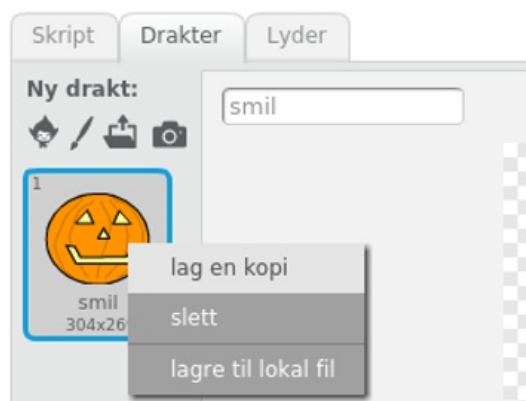 Skript Drakter Lyder
Ny drakt:
smil
1
smil
304x26
lag en kopi
slett
lagre til lokal fil